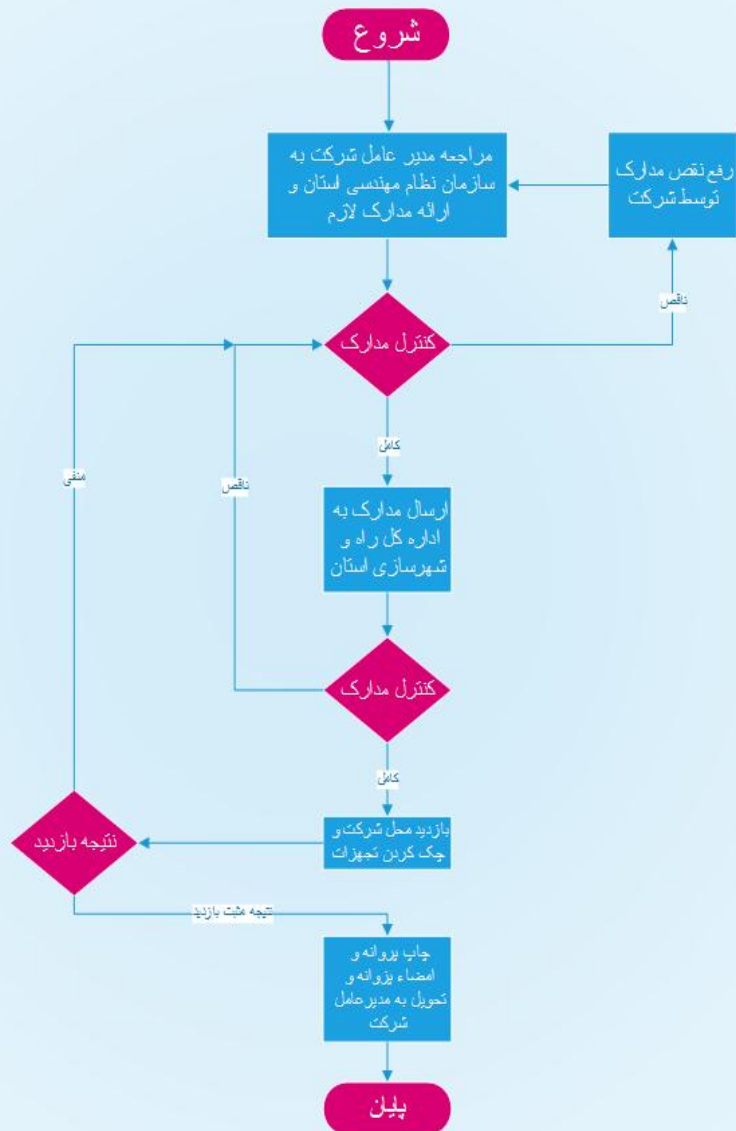 شروع
مراجعه مدیر عامل شرکت به
سازمان نظام مهندسی استان و
ارائه مدارک لازم
رفع نقص مدارک
توسط شرکت
ناقص
کنترل مدارک
کامل
منفی
ناقص
ارسال مدارک به
اداره کل راه و
شهرسازی استان
کنترل مدارک
کامل
بازدید محل شرکت و
چک کردن تجهزات
نتیجه بازدید
نتیجه مثبت بازدید
چاپ پروانه و
امضاء پروانه و
تحویل به مدیرعامل
شرکت
پایان